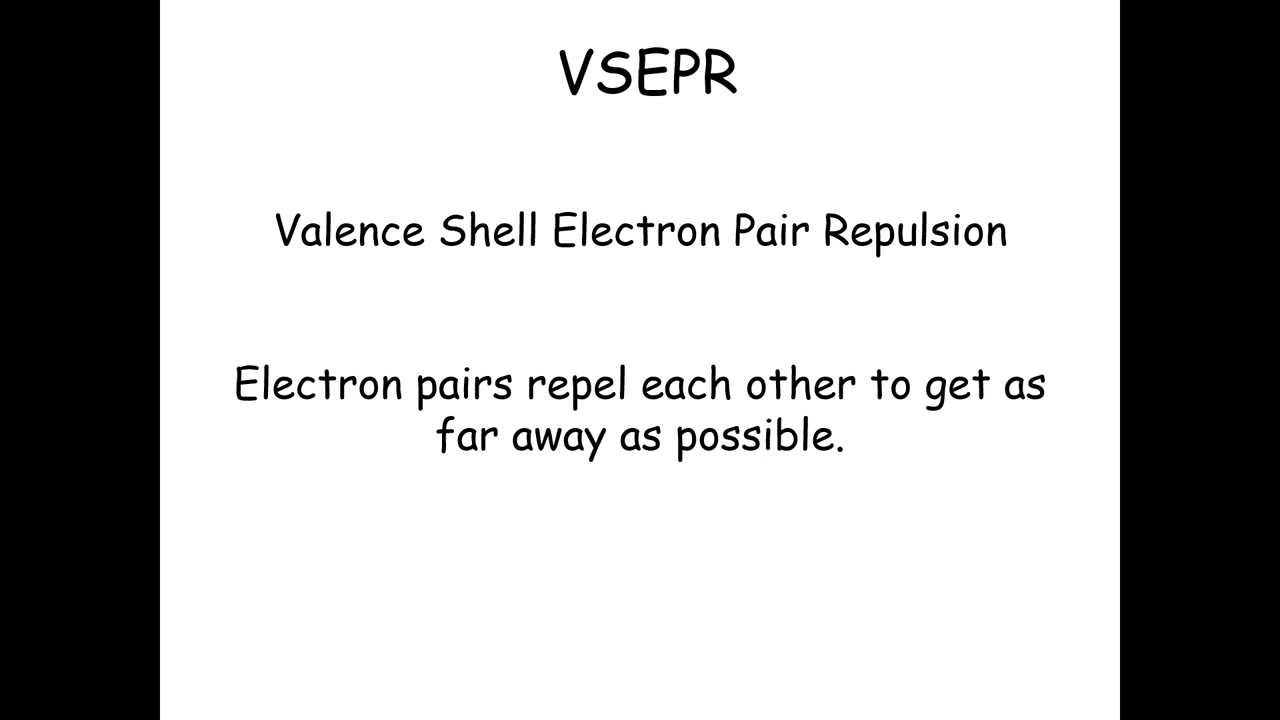 VSEPR
Valence Shell Electron Pair Repulsion
Electron pairs repel each other to get as
far away as possible.